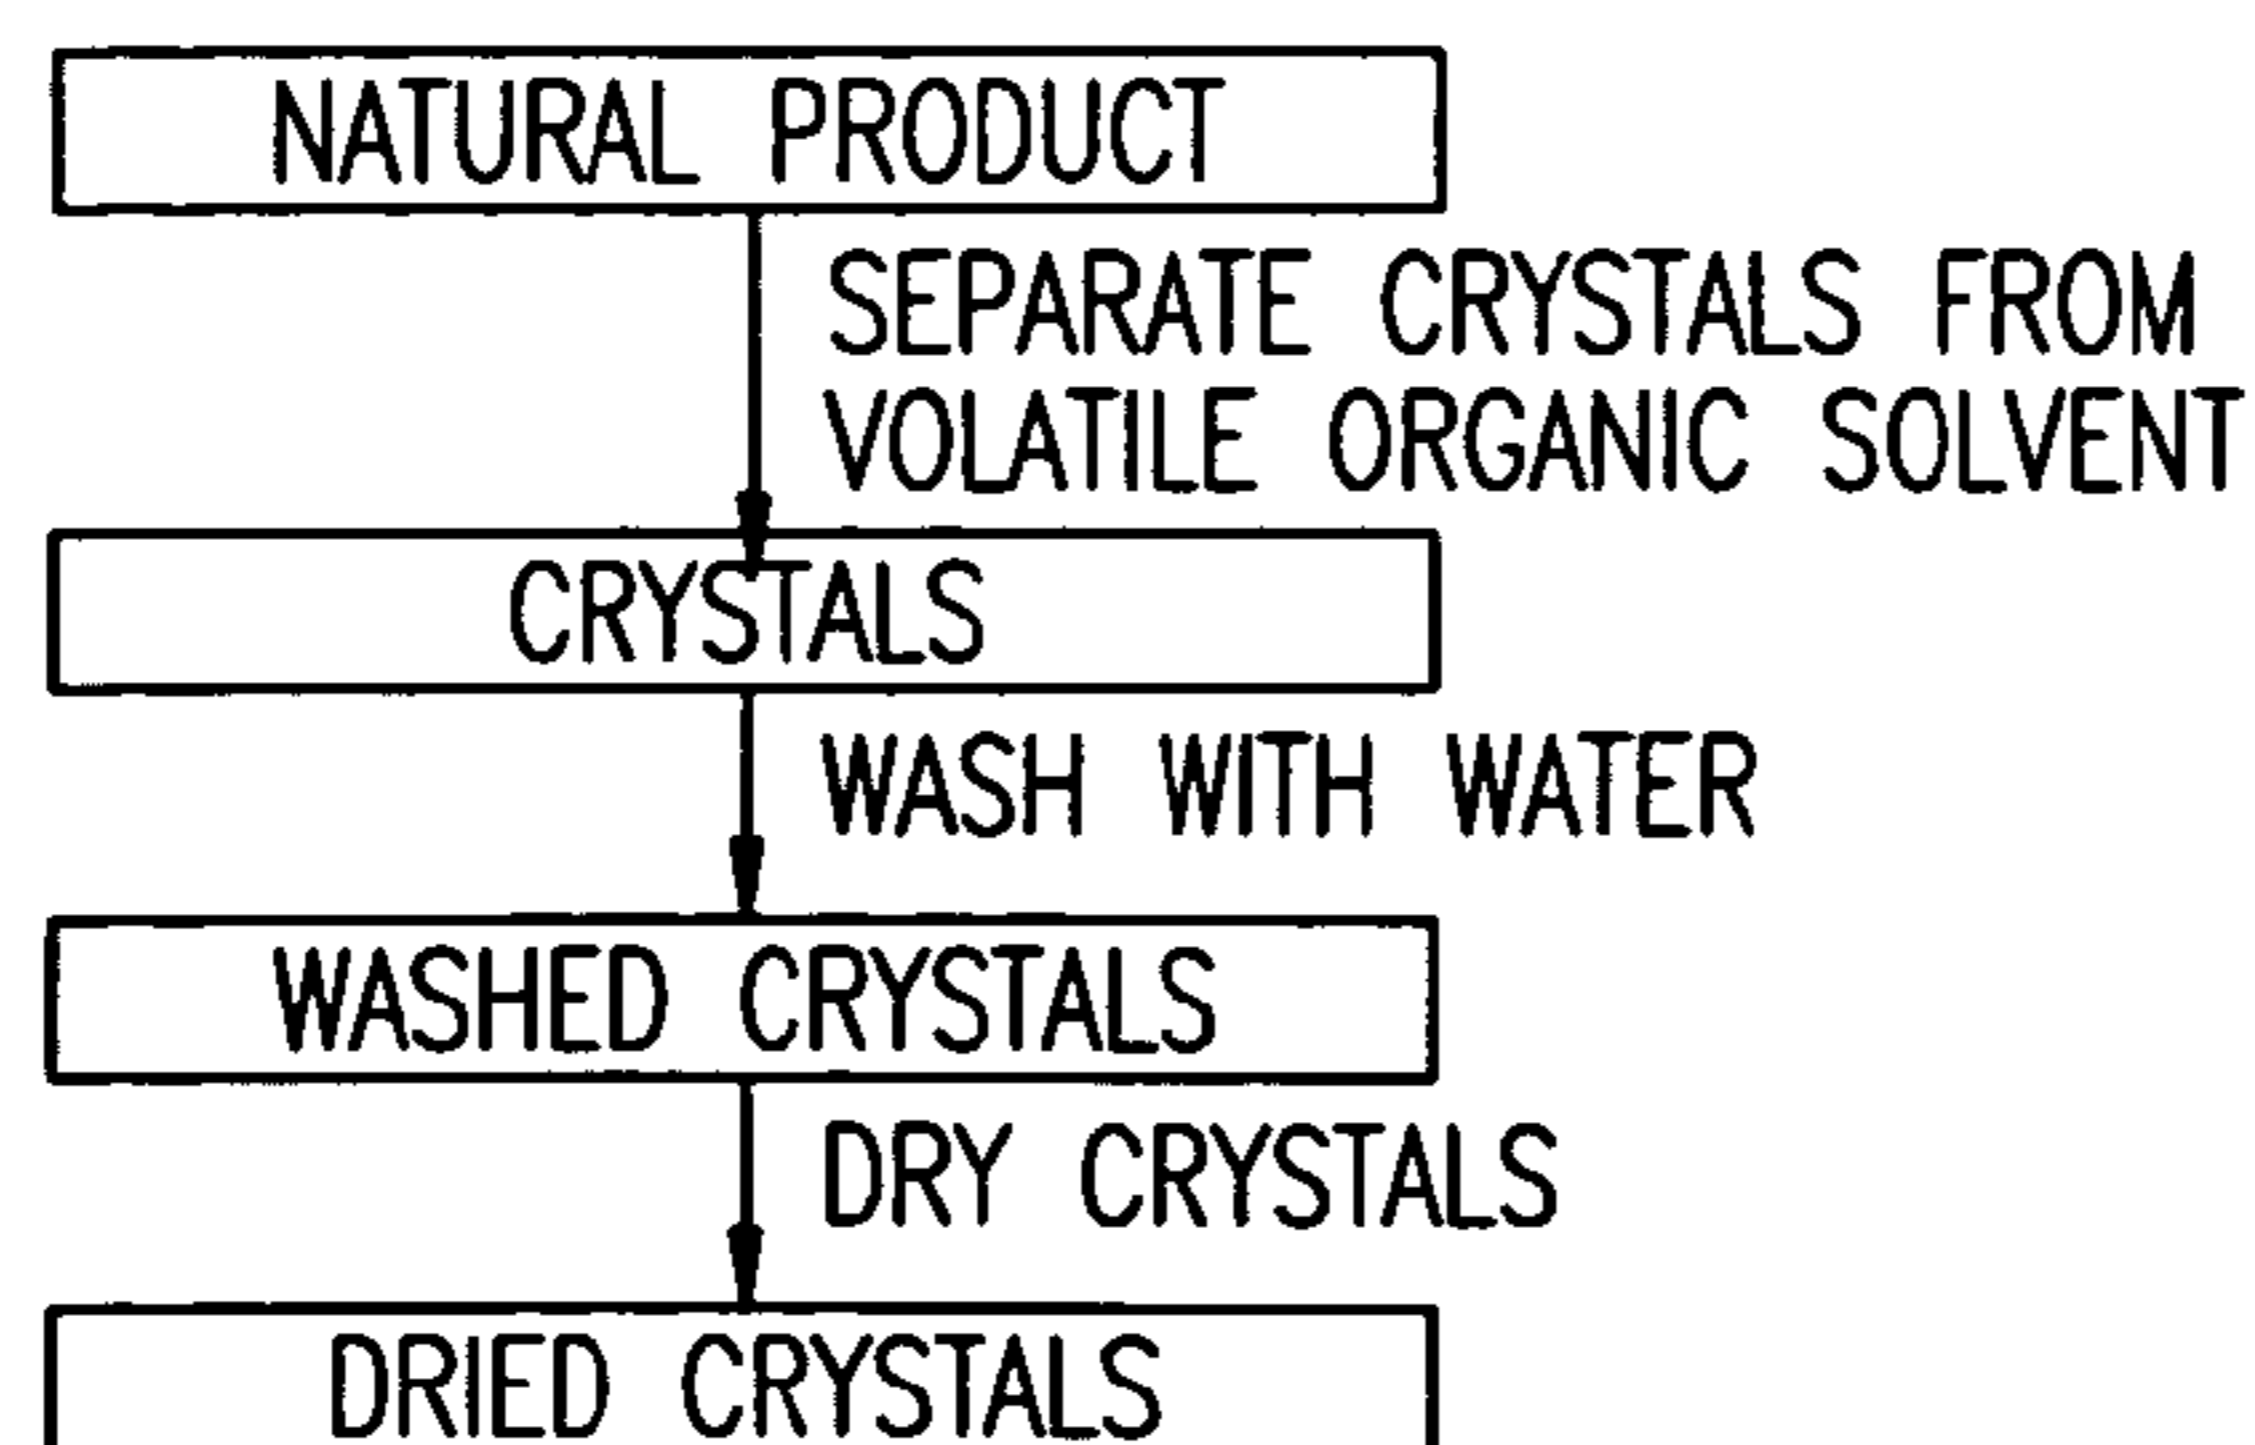 NATURAL PRODUCT
SEPARATE CRYSTALS FROM
VOLATILE ORGANIC SOLVENT
CRYSTALS
WASH WITH WATER
WASHED CRYSTALS
DRY CRYSTALS
DRIED CRYSTALS